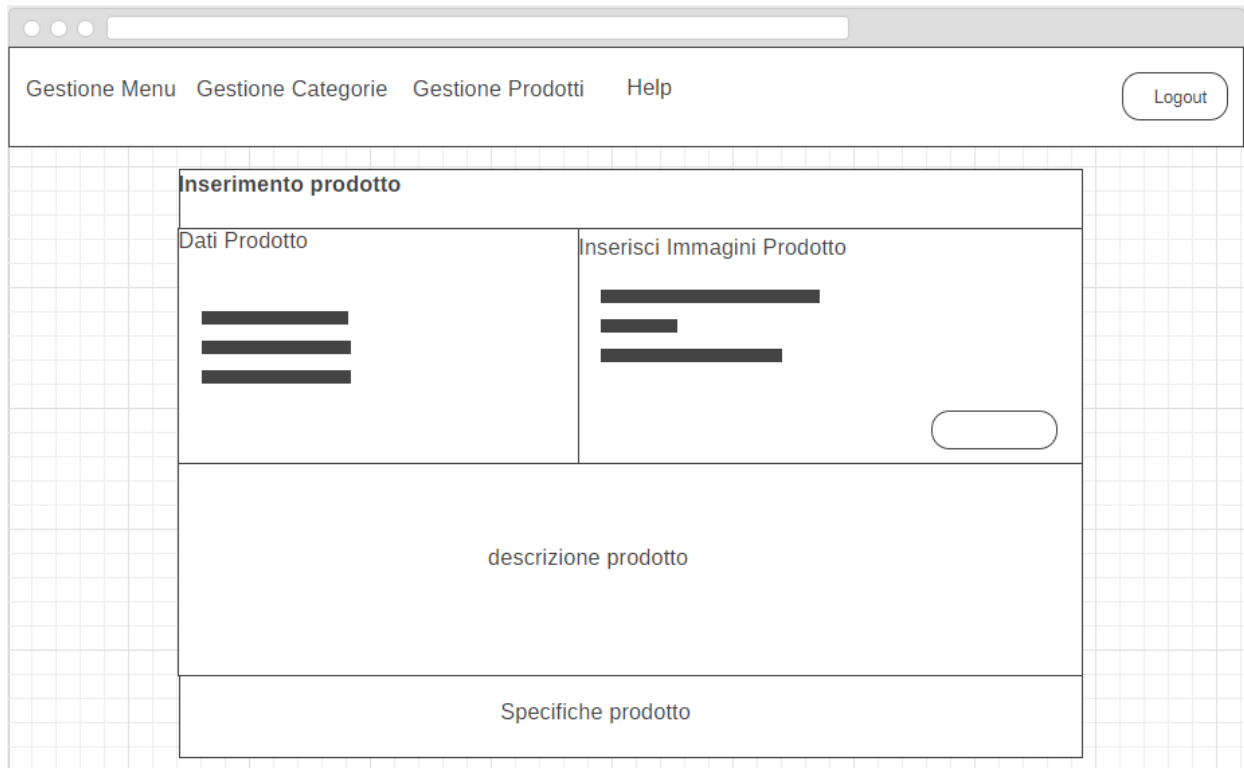 Gestione Menu Gestione Categorie Gestione Prodotti Help Logout
Inserimento prodotto
Dati Prodotto
Inserisci Immagini Prodotto
descrizione prodotto
Specifiche prodotto